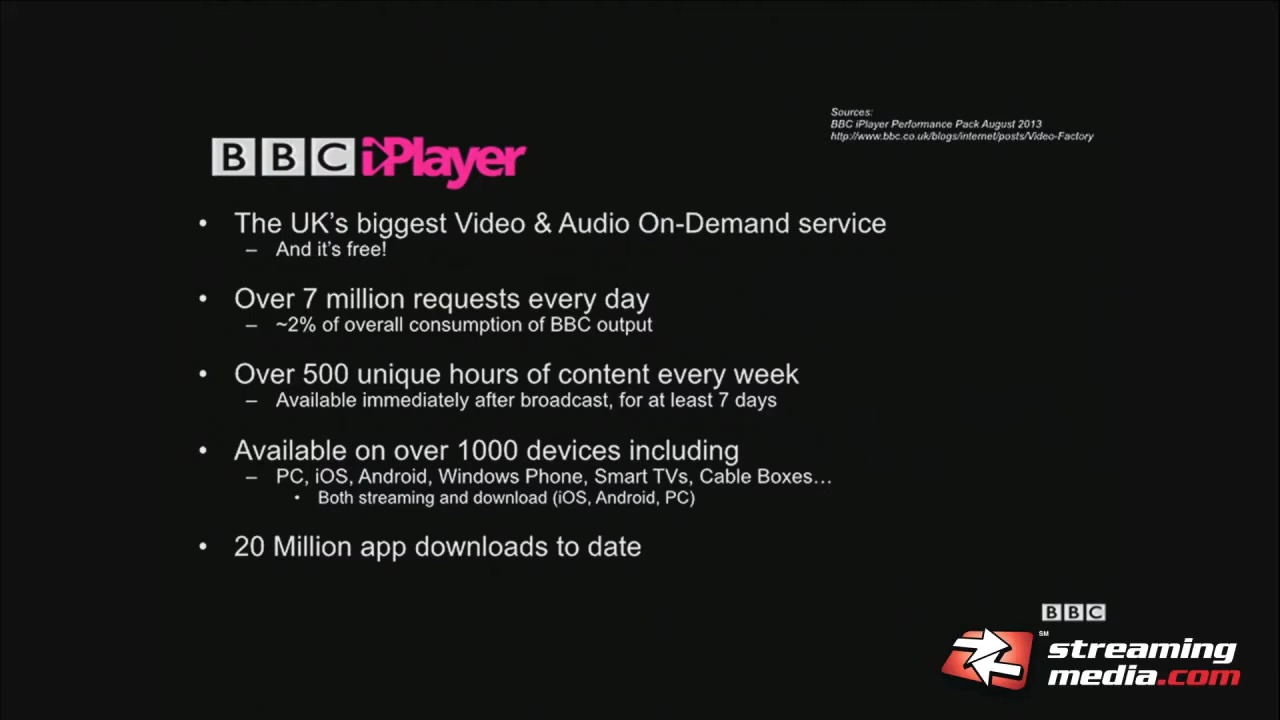 Sources:
BBC iPlayer Performance Pack August 2013
http://www.bbc.co.uk/blogs/internet/posts/Video-Factory
BBC iPlayer
• The UK's biggest Video & Audio On-Demand service
– And it's free!
• Over 7 million requests every day
– ~2% of overall consumption of BBC output
• Over 500 unique hours of content every week
– Available immediately after broadcast, for at least 7 days
• Available on over 1000 devices including
– PC, iOS, Android, Windows Phone, Smart TVs, Cable Boxes…
• Both streaming and download (iOS, Android, PC)
• 20 Million app downloads to date
BBC
SM
streaming
media.com